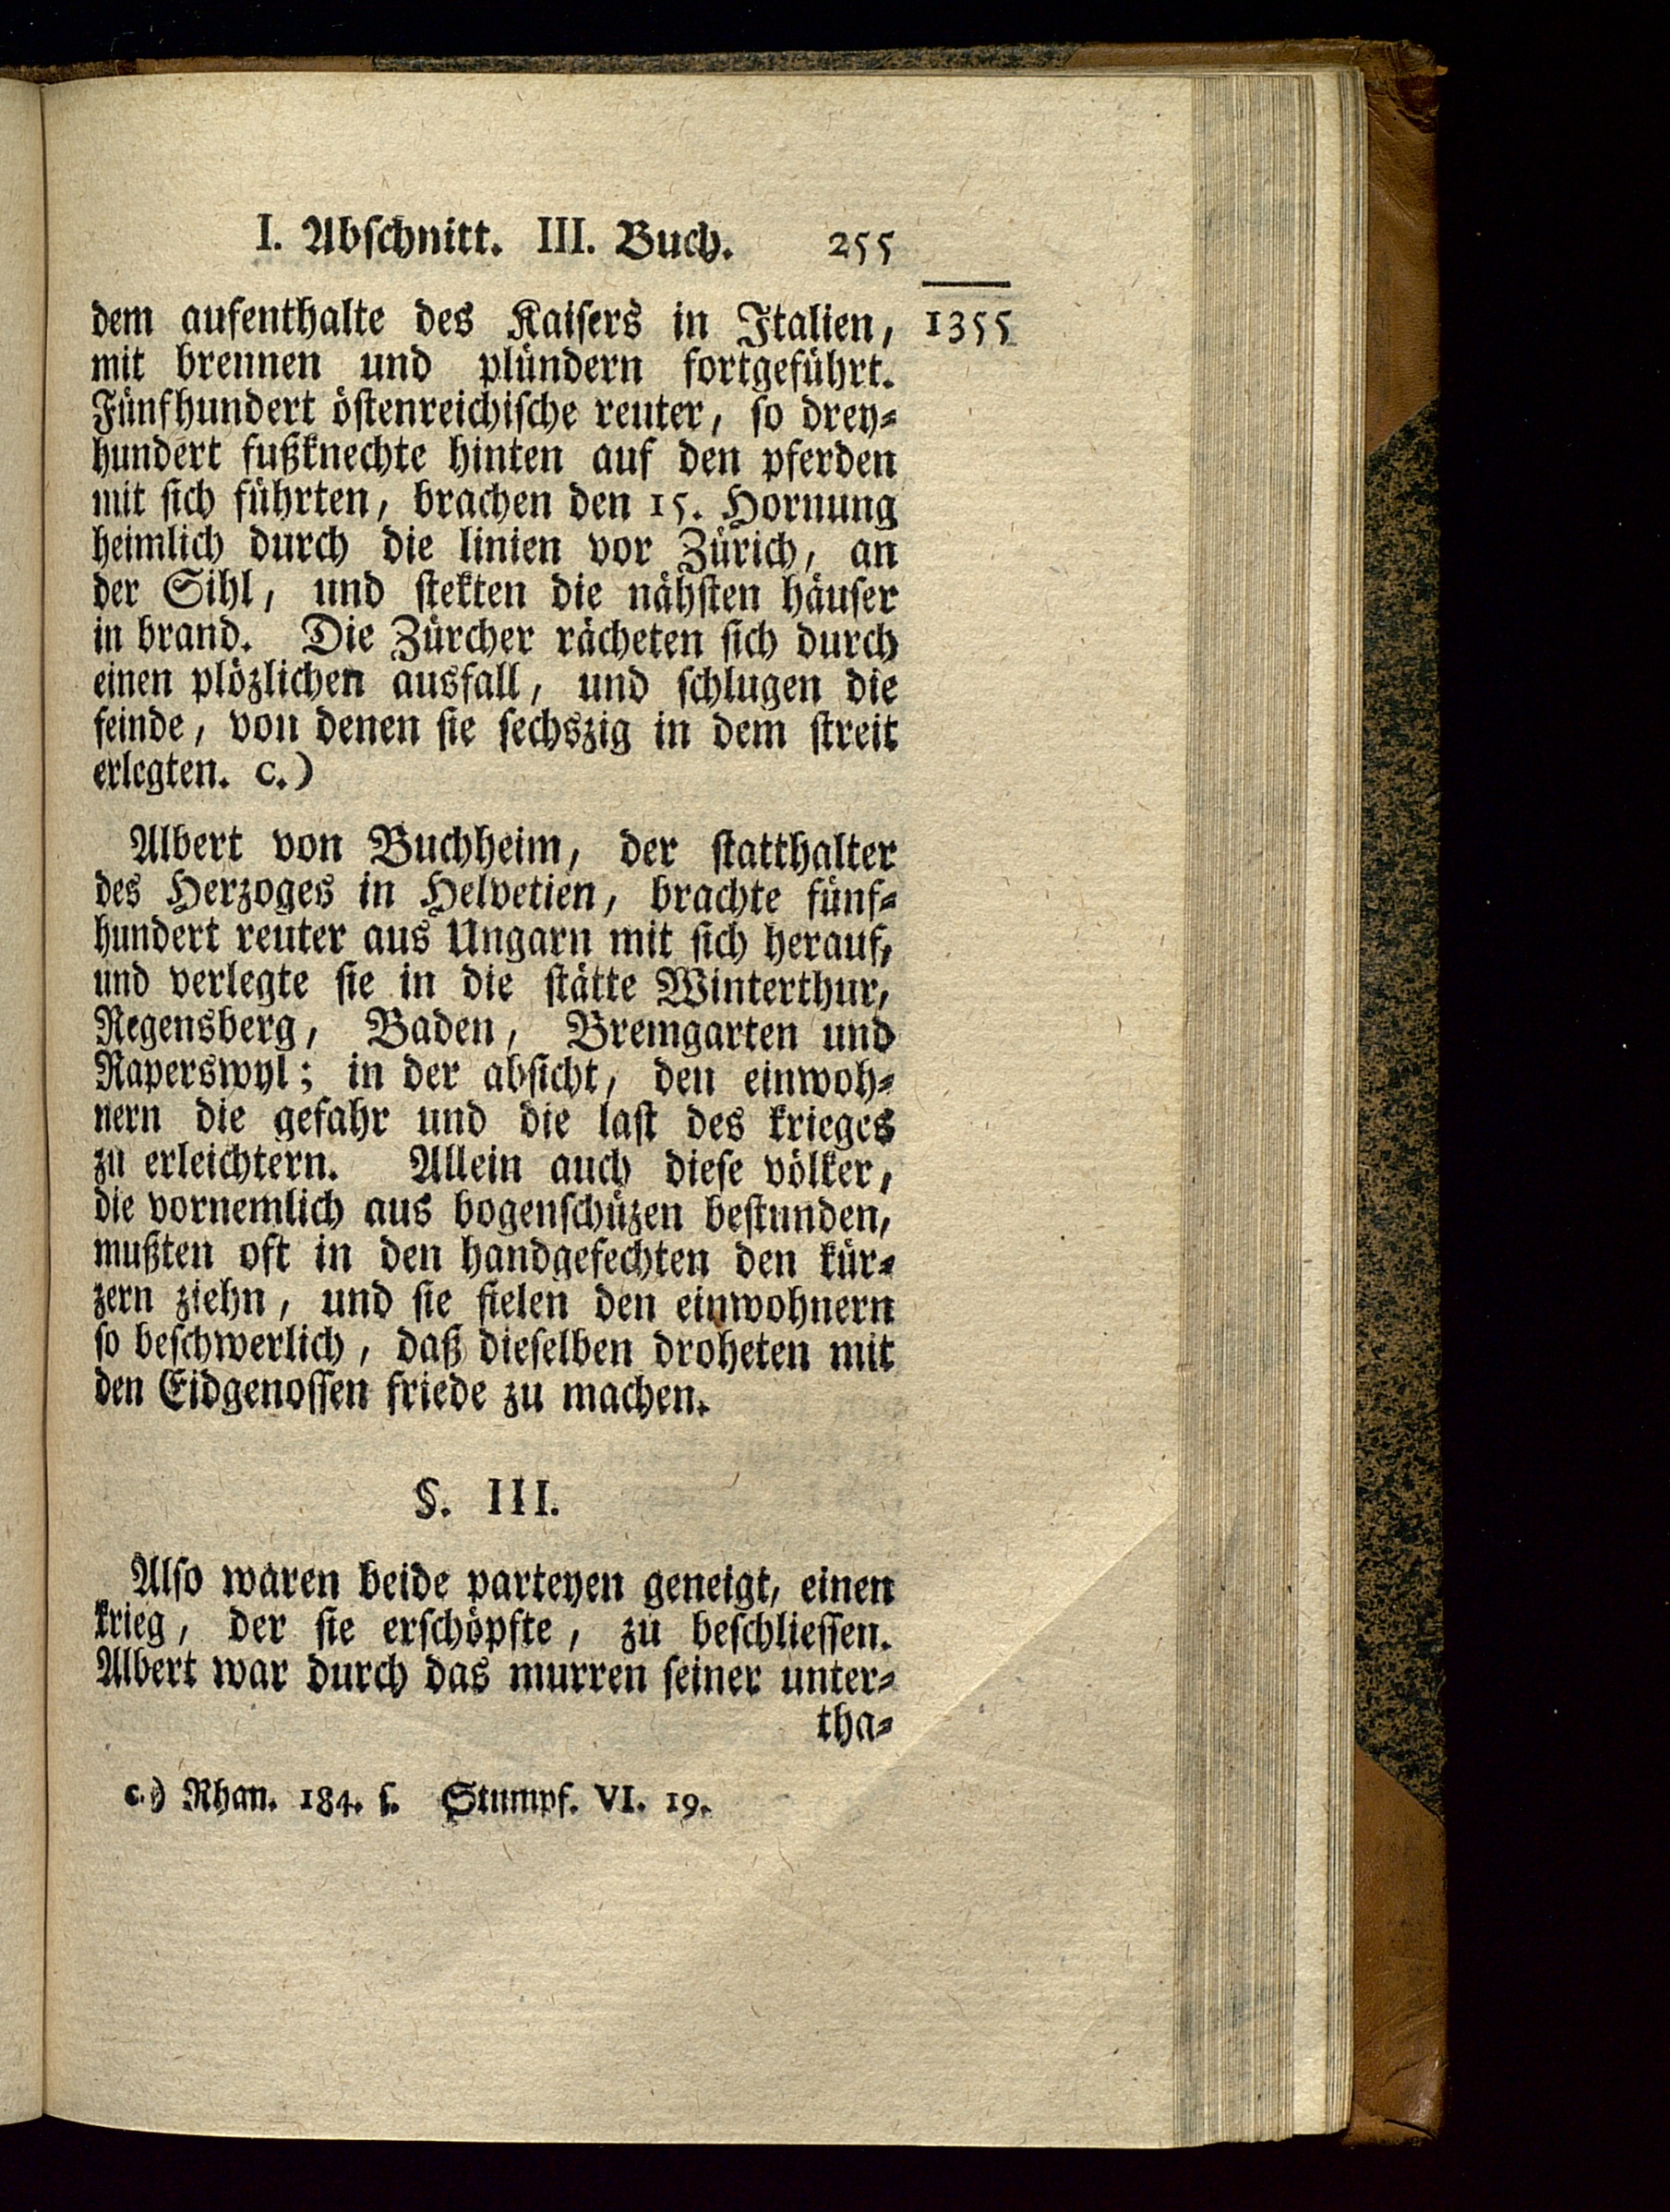 I. Abschnitt. III. Buch. 255
dem aufenthalte des Kaisers in Italien, 1355
mit brennen und plündern fortgeführt.
Fünfhundert östenreichische reuter, so drey-
hundert fußknechte hinten auf den pferden
mit sich führten, brachen den 15. Hornung
heimlich durch die linien vor Zürich, an
der Sihl, und stekten die nähsten häuser
in brand. Die Zürcher rächeten sich durch
einen plözlichen ausfall, und schlugen die
feinde, von denen sie sechszig in dem streit
erlegten. c.)
Albert von Buchheim, der statthalter
des Herzoges in Helvetien, brachte fünf-
hundert reuter aus Ungarn mit sich herauf,
und verlegte sie in die stätte Winterthur,
Regensberg, Baden, Bremgarten und
Raperswyl; in der absicht, den einwoh-
nern die gefahr und die last des krieges
zu erleichtern. Allein auch diese völker,
die vornemlich aus bogenschüzen bestunden,
mußten oft in den handgefechten den kür-
zern ziehn, und sie fielen den einwohnern
so beschwerlich, daß dieselben droheten mit
den Eidgenossen friede zu machen.
§. III.
Also waren beide parteyen geneigt, einen
krieg, der sie erschöpfte, zu beschliessen.
Albert war durch das murren seiner unter-
tha-
c.) Rhan. 184. s. Stumpf. VI. 19.